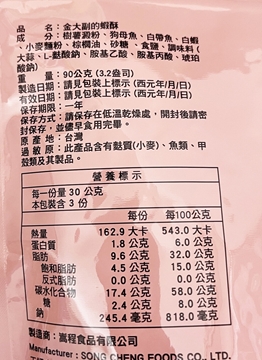 品　　名：金大副的蝦酥
成　　分：樹薯澱粉、狗母魚、白帶魚、白蝦
、小麥麵粉、棕櫚油、砂糖、食鹽、調味料(
大蒜、L-麩酸鈉、胺基乙酸、胺基丙酸、琥珀
酸鈉)
重　　量：90公克(3.2盎司)
製造日期：請見包裝上標示(西元年/月/日)
有效日期：請見包裝上標示(西元年/月/日)
保存期限：一年
保存方式：請保存在低溫乾燥處，開封後請密
封保存，並儘早食用完畢。
原 產 地：台灣
過 敏 原：此產品含有麩質(小麥)、魚類、甲
殼類及其製品。
營養標示
每一份量 30 公克
本包裝含 3 份
每份 每100公克
熱量 162.9 大卡 543.0 大卡
蛋白質 1.8 公克 6.0 公克
脂肪 9.6 公克 32.0 公克
飽和脂肪 4.5 公克 15.0 公克
反式脂肪 0.0 公克 0.0 公克
碳水化合物 17.4 公克 58.0 公克
糖 2.4 公克 8.0 公克
鈉 245.4 毫克 818.0 毫克
製造商：嵩程食品有限公司
Manufacturer : SONG CHENG FOODS CO., LTD.